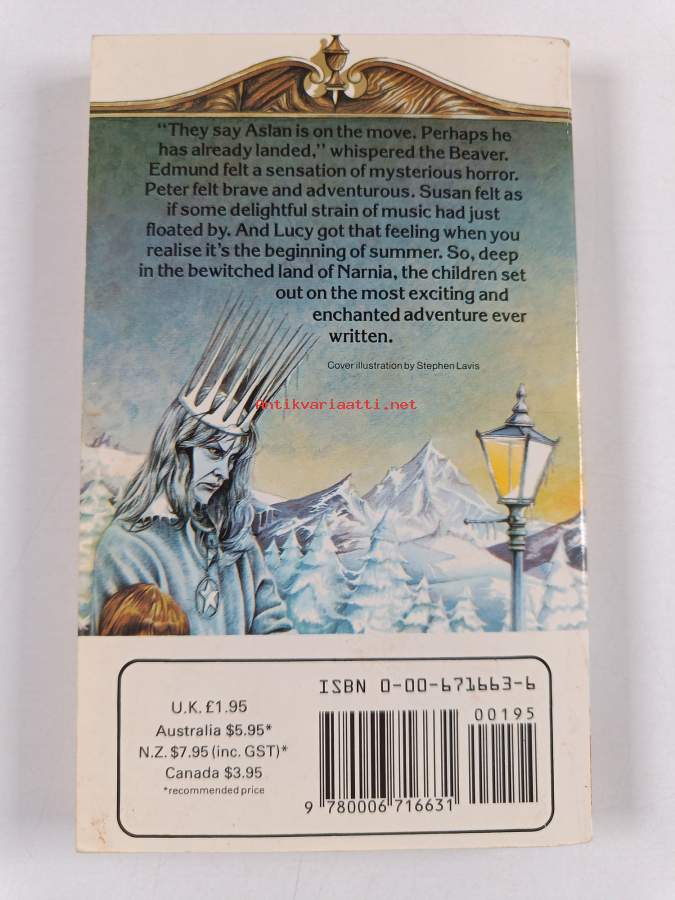 "They say Aslan is on the move. Perhaps he
has already landed," whispered the Beaver.
Edmund felt a sensation of mysterious horror.
Peter felt brave and adventurous. Susan felt as
if some delightful strain of music had just
floated by. And Lucy got that feeling when you
realise it's the beginning of summer. So, deep
in the bewitched land of Narnia, the children set
out on the most exciting and
enchanted adventure ever
written.
Cover illustration by Stephen Lavis
Antikvariaatti.net
U.K. £1.95
Australia $5.95*
N.Z. $7.95 (inc. GST)*
Canada $3.95
*recommended price
ISBN 0-00-671663-6
00195
9 780006 716631